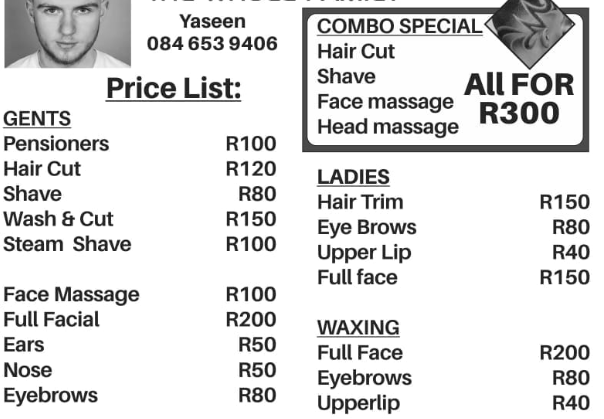 Yaseen
084 653 9406
Price List:
GENTS
Pensioners R100
Hair Cut R120
Shave R80
Wash & Cut R150
Steam Shave R100
Face Massage R100
Full Facial R200
Ears R50
Nose R50
Eyebrows R80
COMBO SPECIAL
Hair Cut
Shave
Face massage
Head massage
All FOR
R300
LADIES
Hair Trim R150
Eye Brows R80
Upper Lip R40
Full face R150
WAXING
Full Face R200
Eyebrows R80
Upperlip R40